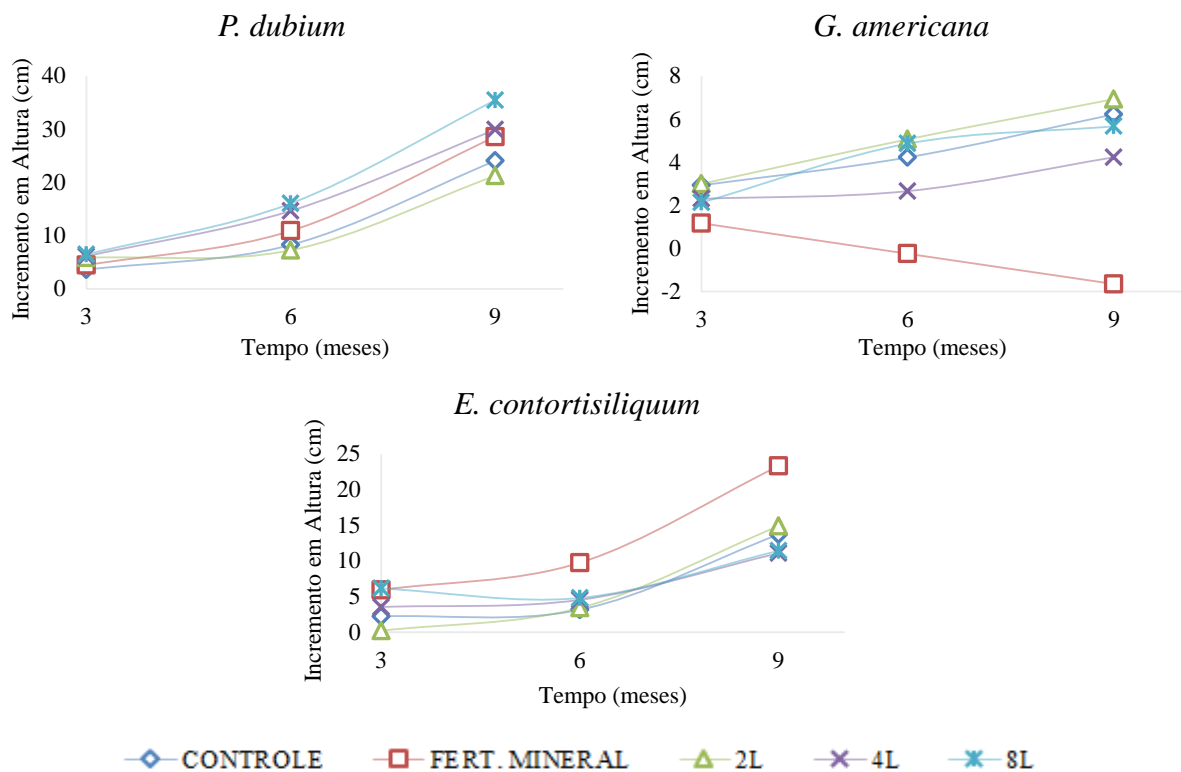 P. dubium
Incremento em Altura (cm)
40
30
20
10
0
3
6
9
Tempo (meses)
G. americana
Incremento em Altura (cm)
8
6
4
2
0
-2
3
6
9
Tempo (meses)
E. contortisiliquum
Incremento em Altura (cm)
25
20
15
10
5
0
3
6
9
Tempo (meses)
CONTROLE
FERT. MINERAL
2L
4L
8L